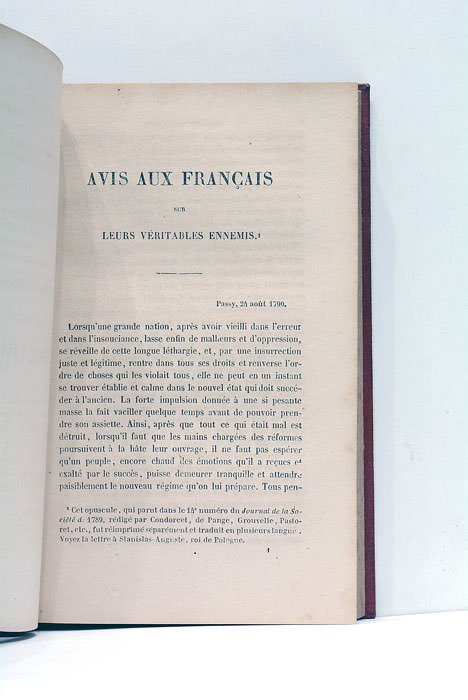 AVIS AUX FRANÇAIS
SUR
LEURS VÉRITABLES ENNEMIS.¹
Passy, 24 août 1790.
Lorsqu'une grande nation, après avoir vieilli dans l'erreur
et dans l'insouciance, lasse enfin de malheurs et d'oppression,
se réveille de cette longue léthargie, et, par une insurrection
juste et légitime, rentre dans tous ses droits et renverse l'or-
dre de choses qui les violait tous, elle ne peut en un instant
se trouver établie et calme dans le nouvel état qui doit succé-
der à l'ancien. La forte impulsion donnée à une si pesante
masse la fait vaciller quelque temps avant de pouvoir pren-
dre son assiette. Ainsi, après que tout ce qui était mal est
détruit, lorsqu'il faut que les mains chargées des réformes
poursuivent à la hâte leur ouvrage, il ne faut pas espérer
qu'un peuple, encore chaud des émotions qu'il a reçues et
exalté par le succès, puisse demeurer tranquille et attendre
paisiblement le nouveau régime qu'on lui prépare. Tous pen-
¹ Cet opuscule, qui parut dans le 14ᵉ numéro du Journal de la So-
ciété de 1789, rédigé par Condorcet, de Pange, Grouvelle, Pasto-
ret, etc., fut réimprimé séparément et traduit en plusieurs langue.
Voyez la lettre à Stanislas-Auguste, roi de Pologne.
1